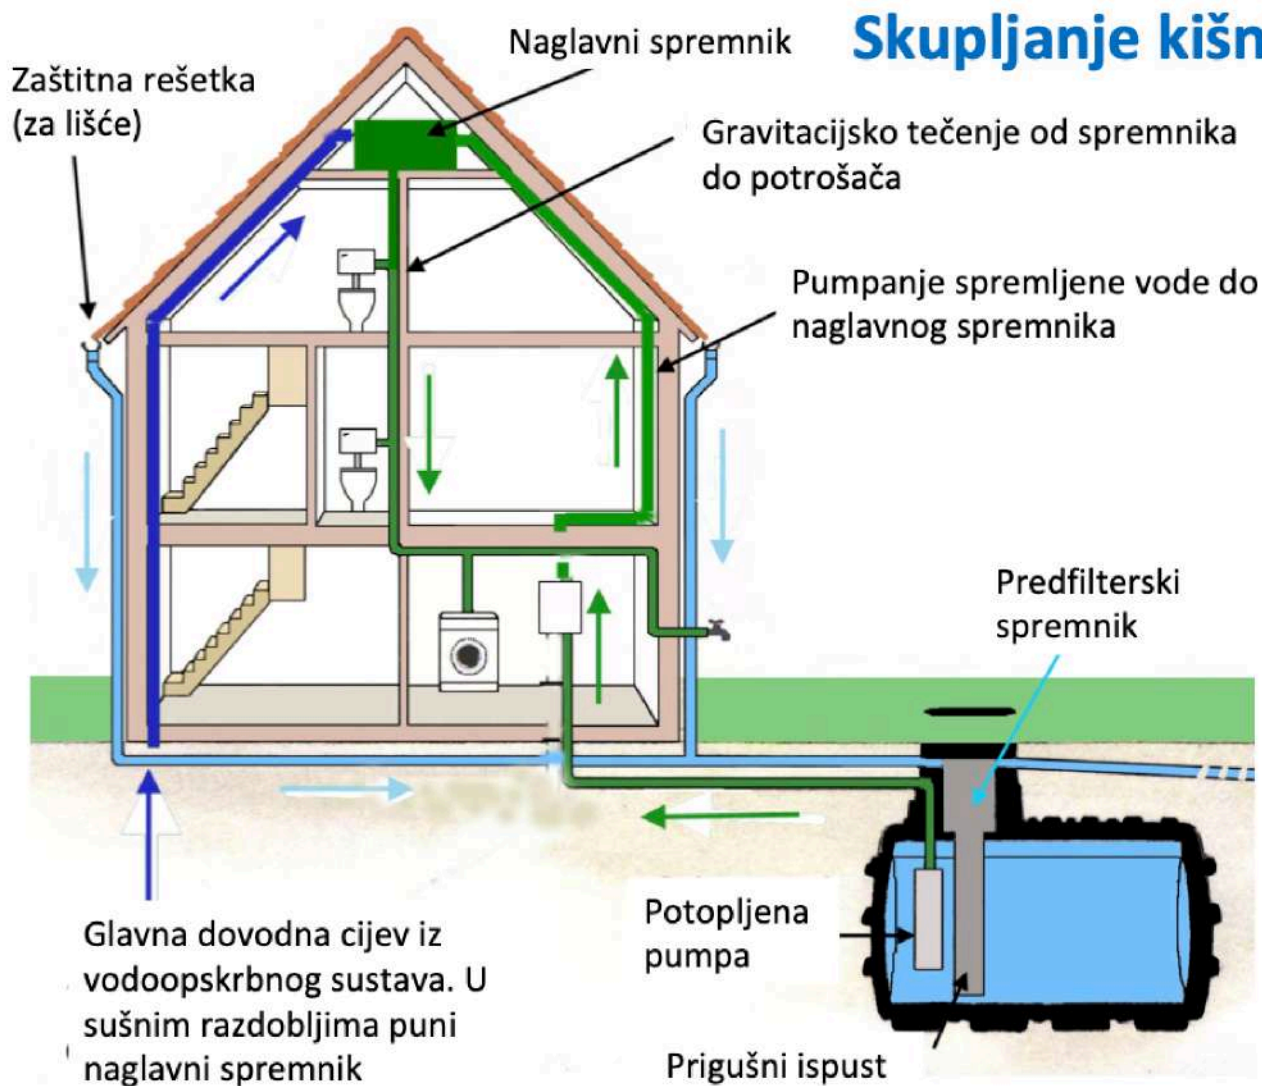 Skupljanje kišn
Naglavni spremnik
Zaštitna rešetka
(za lišće)
Gravitacijsko tečenje od spremnika
do potrošača
Pumpanje spremljene vode do
naglavnog spremnika
Predfilterski
spremnik
Potopljena
pumpa
Glavna dovodna cijev iz
vodoopskrbnog sustava. U
sušnim razdobljima puni
naglavni spremnik
Prigušni ispust